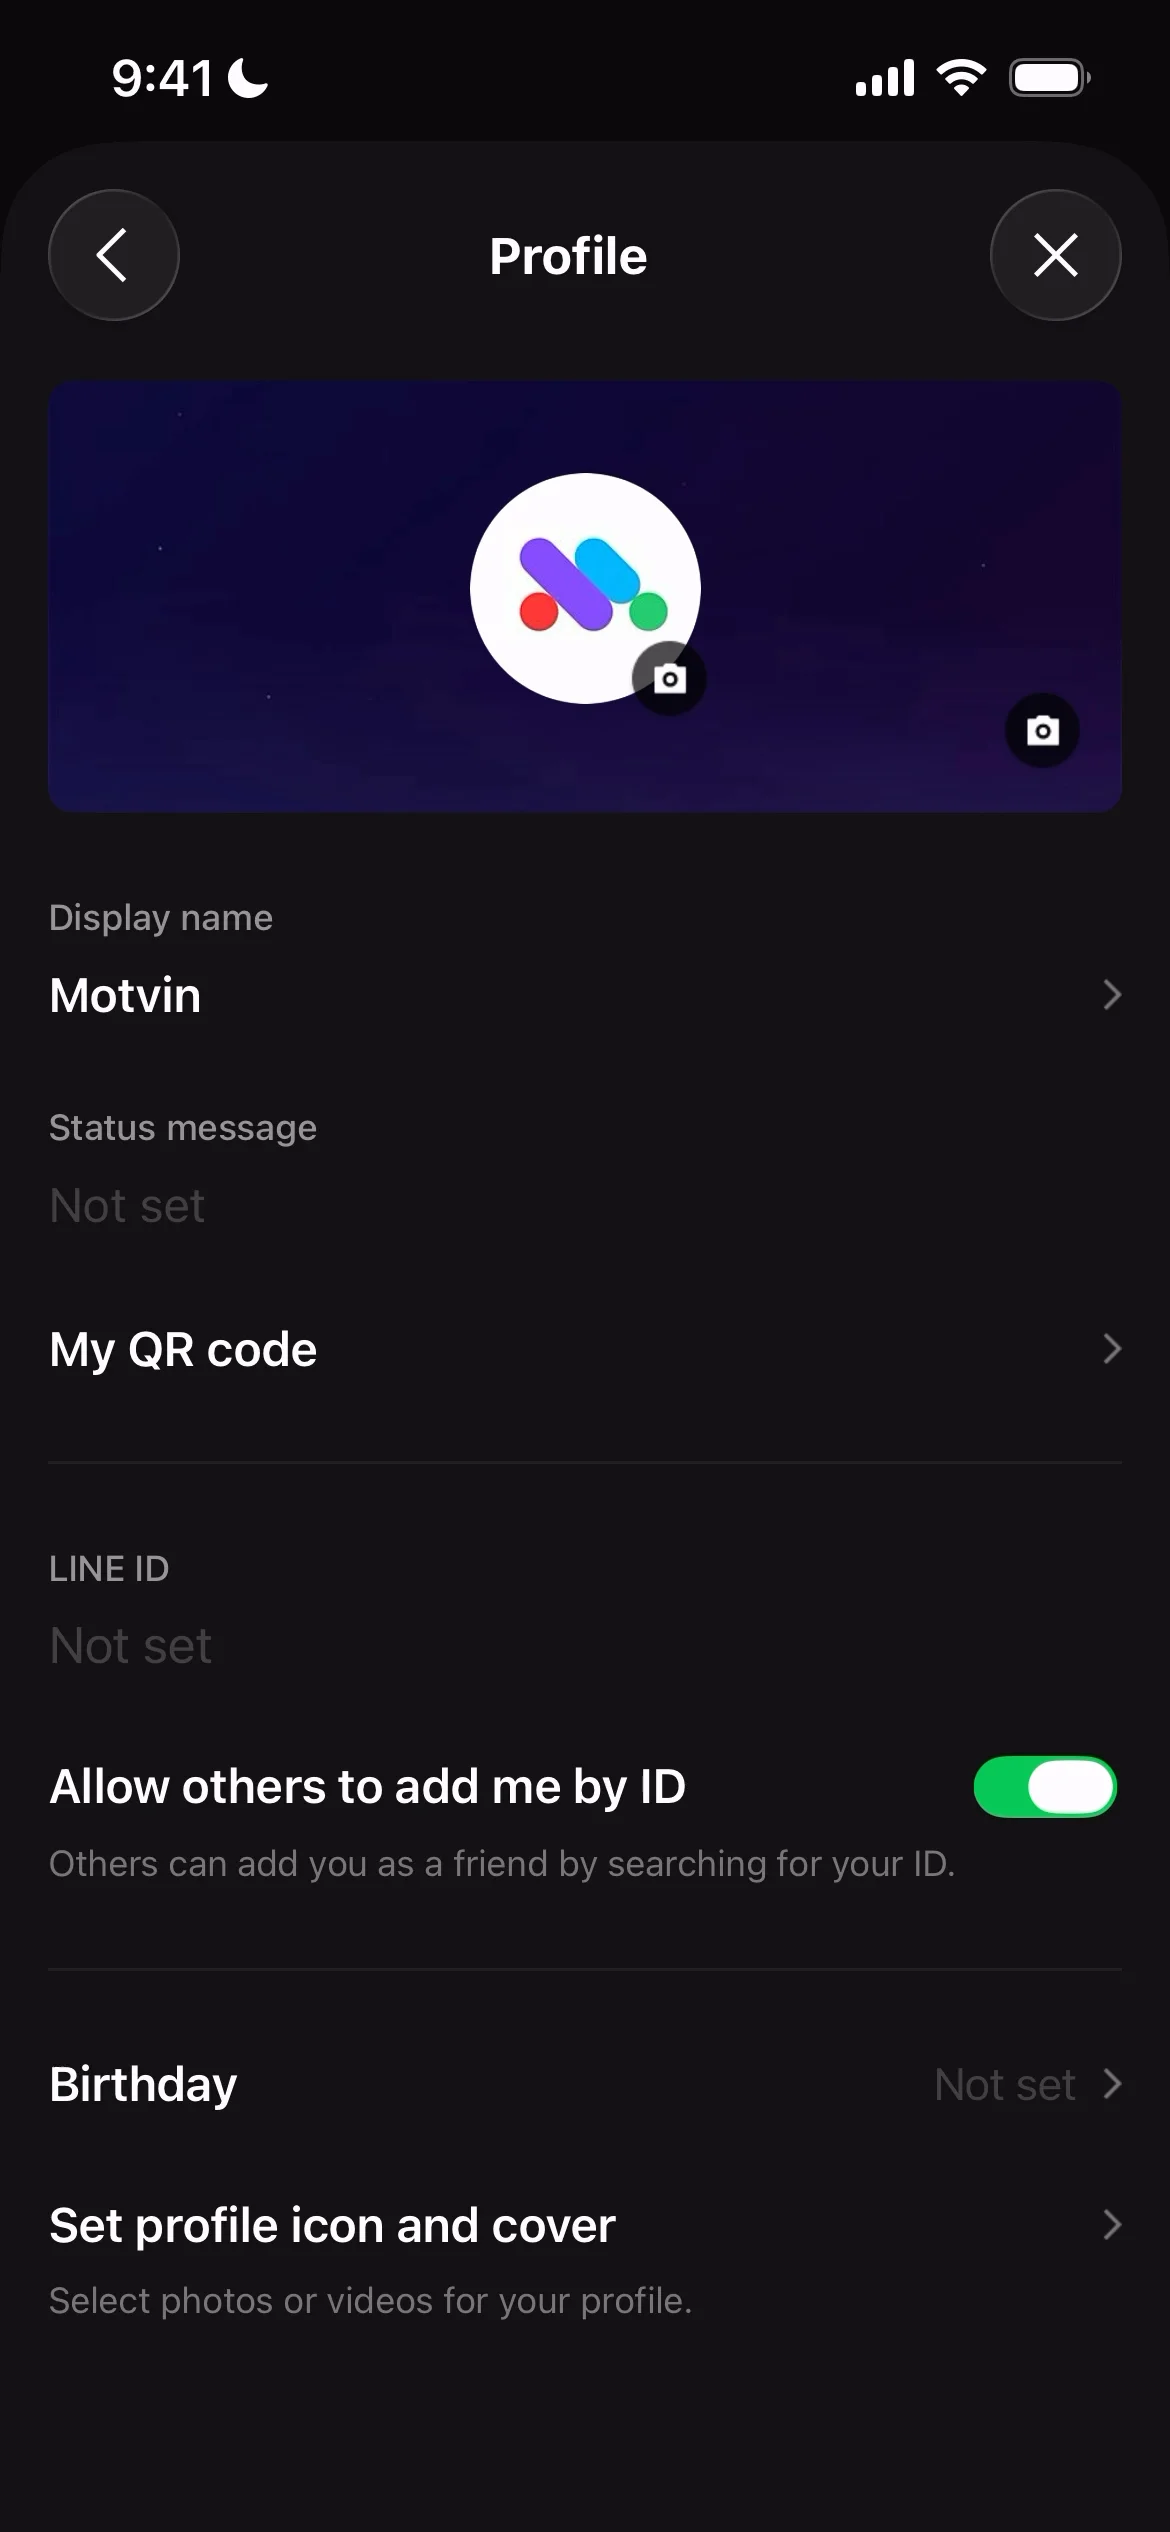 9:41
Profile
Display name
Motvin
Status message
Not set
My QR code
LINE ID
Not set
Allow others to add me by ID
Others can add you as a friend by searching for your ID.
Birthday Not set
Set profile icon and cover
Select photos or videos for your profile.